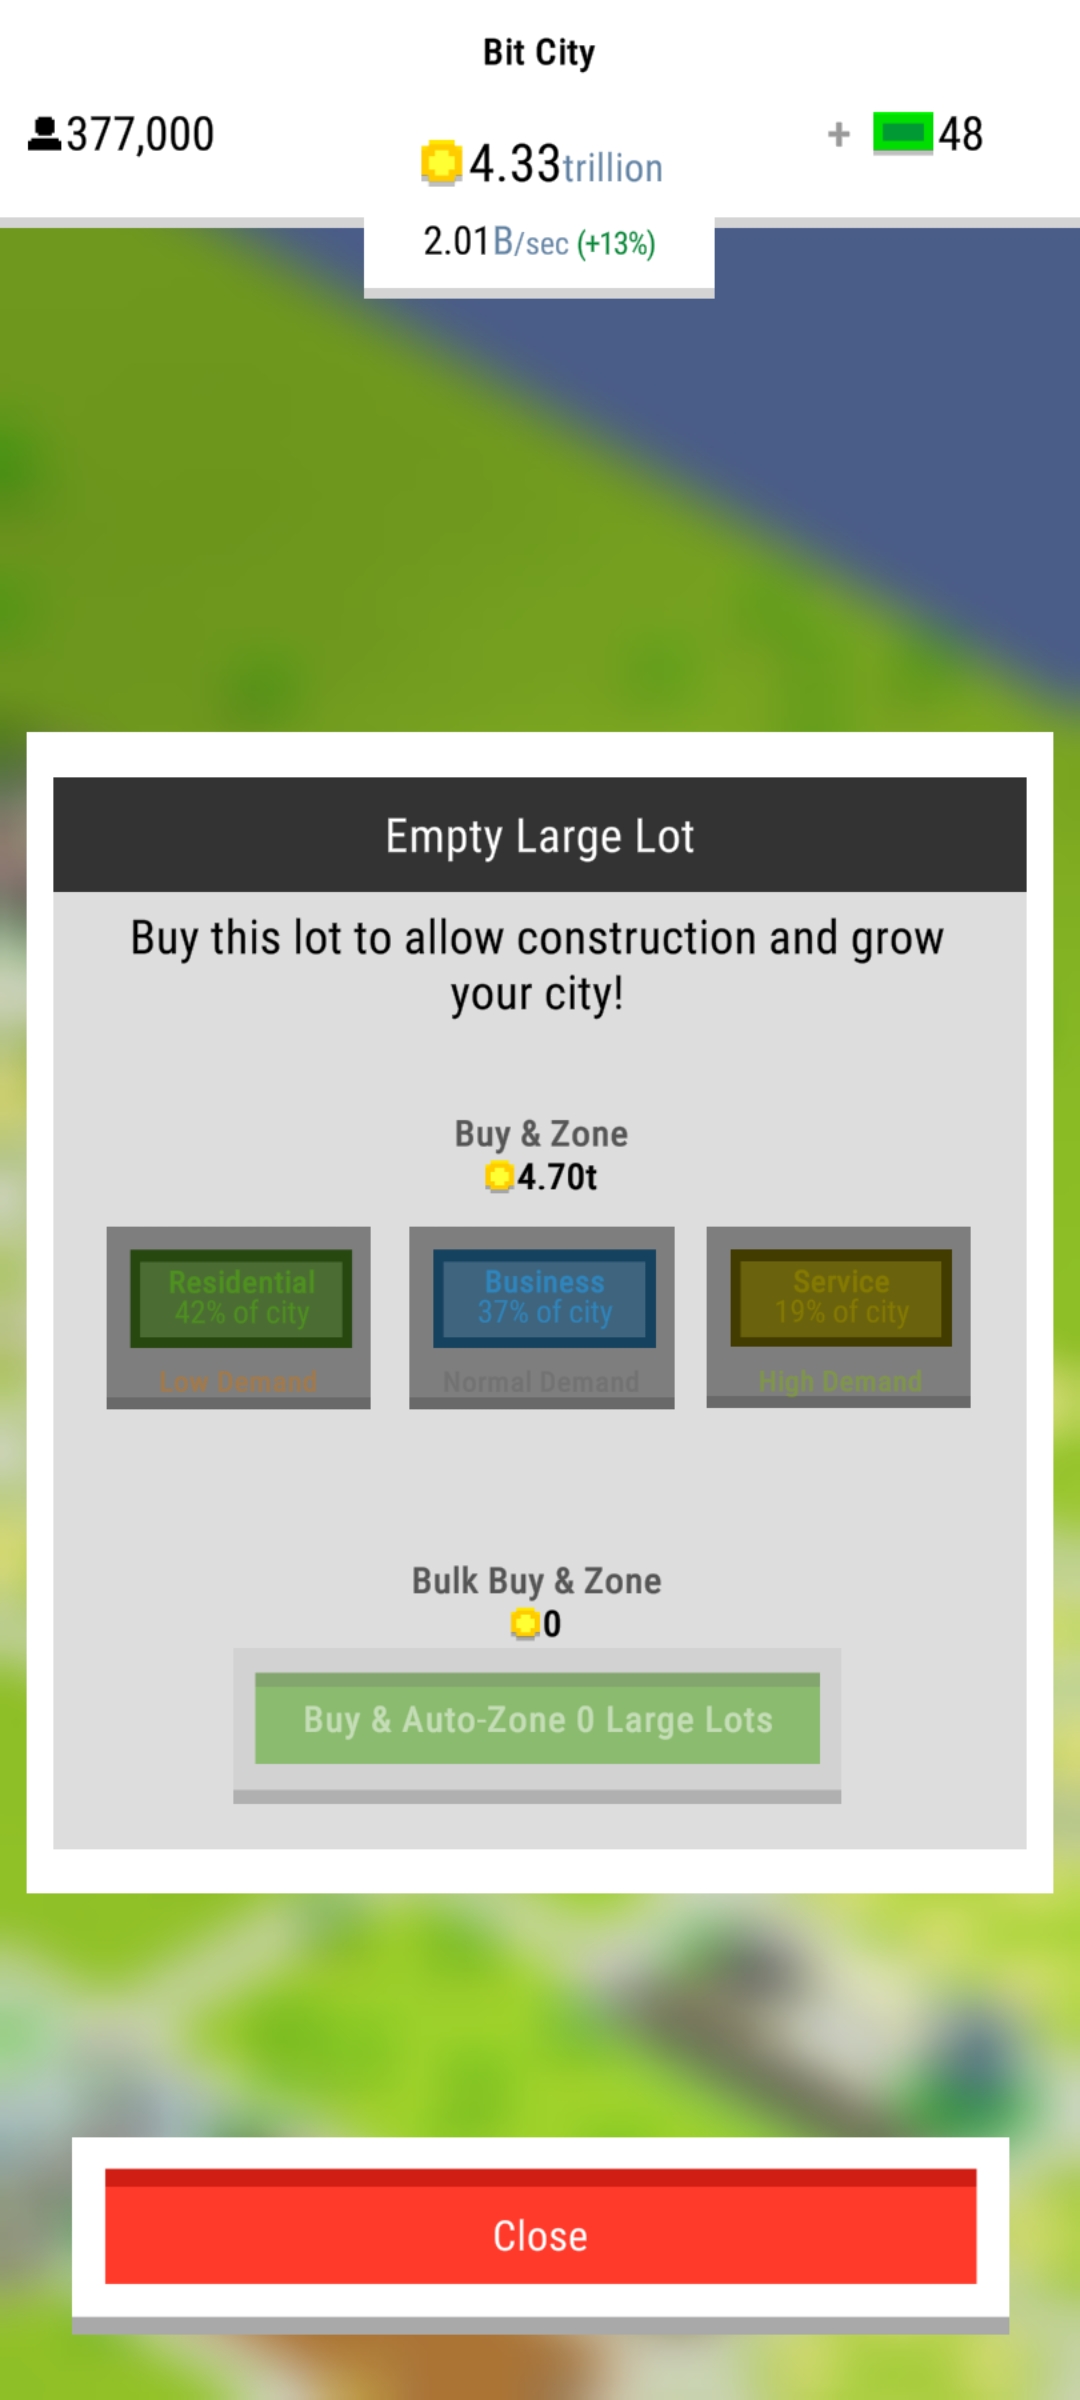 Bit City
377,000
4.33trillion
+ 48
2.01B/sec (+13%)
Empty Large Lot
Buy this lot to allow construction and grow
your city!
Buy & Zone
4.70t
Residential
42% of city
Low Demand
Business
37% of city
Normal Demand
Service
19% of city
High Demand
Bulk Buy & Zone
0
Buy & Auto-Zone 0 Large Lots
Close